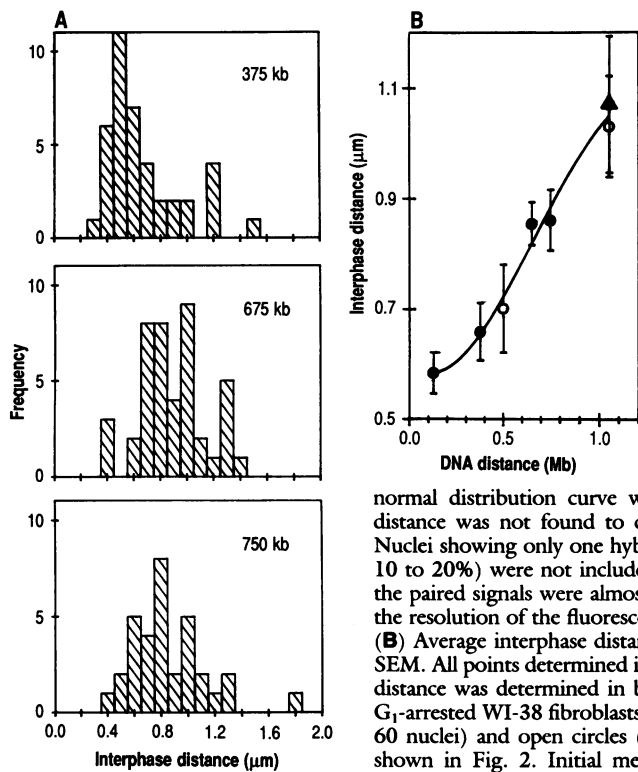 A
10
5
0
375 kb
10
5
0
675 kb
Frequency
10
5
0
750 kb
0 0.4 0.8 1.2 1.6 2.0
Interphase distance (μm)
B
1.1
0.9
0.7
0.5
Interphase distance (μm)
0.0 0.5 1.0
DNA distance (Mb)
normal distribution curve w
distance was not found to
Nuclei showing only one hyb
10 to 20%) were not include
the paired signals were almos
the resolution of the fluoresc
(B) Average interphase distan
SEM. All points determined i
distance was determined in b
G₁-arrested WI-38 fibroblasts
60 nuclei) and open circles (
shown in Fig. 2. Initial me